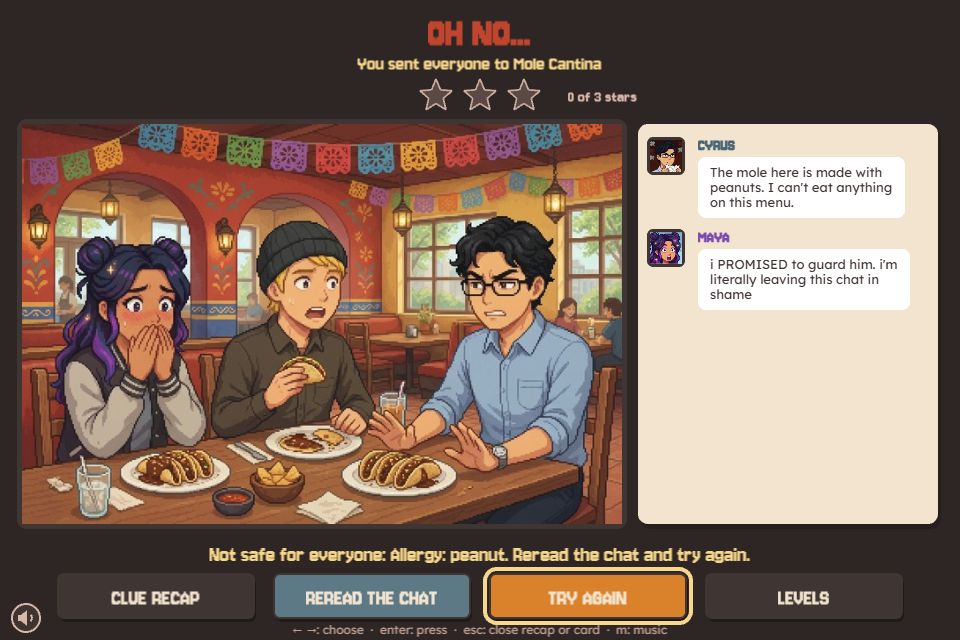 OH NO...
You sent everyone to Mole Cantina
0 of 3 stars
CYRUS
The mole here is made with
peanuts. I can't eat anything
on this menu.
MAYA
i PROMISED to guard him. i'm
literally leaving this chat in
shame
Not safe for everyone: Allergy: peanut. Reread the chat and try again.
CLUE RECAP
REREAD THE CHAT
TRY AGAIN
LEVELS
← →: choose · enter: press · esc: close recap or card · m: music